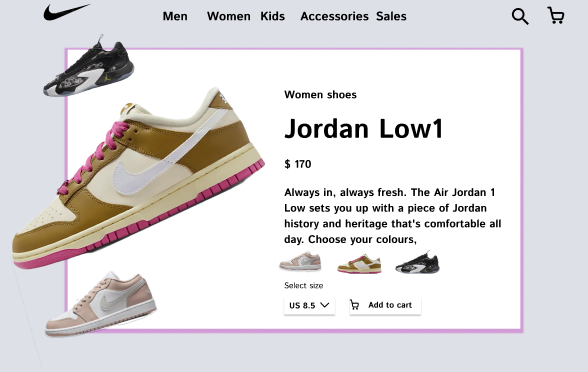 Men Women Kids Accessories Sales
Women shoes
Jordan Low1
$ 170
Always in, always fresh. The Air Jordan 1
Low sets you up with a piece of Jordan
history and heritage that's comfortable all
day. Choose your colours,
Select size
US 8.5
Add to cart